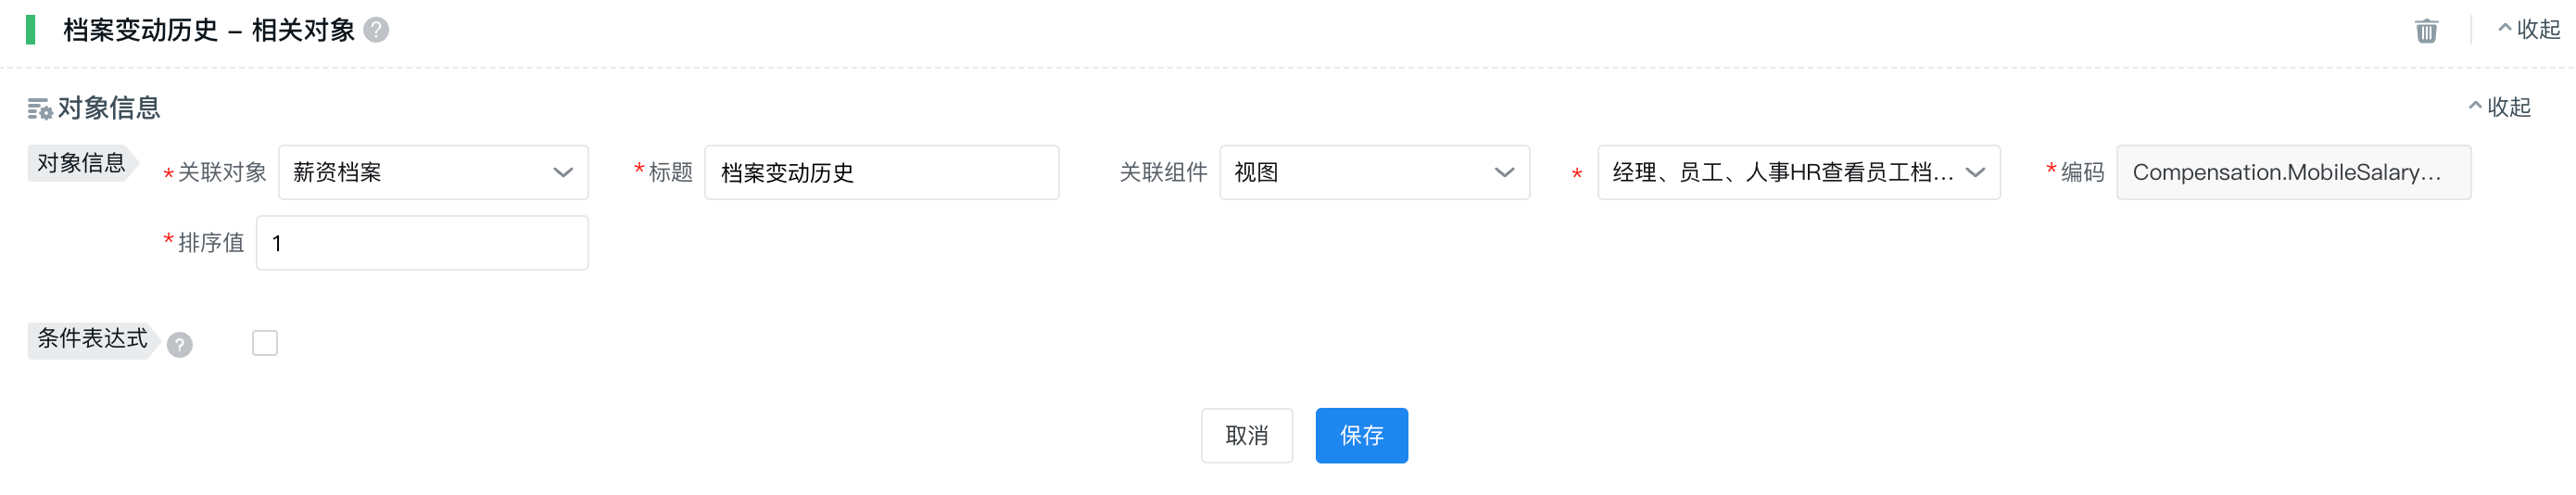 档案变动历史 – 相关对象 ?
收起
对象信息
收起
对象信息 *关联对象 薪资档案 *标题 档案变动历史 关联组件 视图 * 经理、员工、人事HR查看员工档... *编码 Compensation.MobileSalary...
*排序值 1
条件表达式 ?
取消 保存